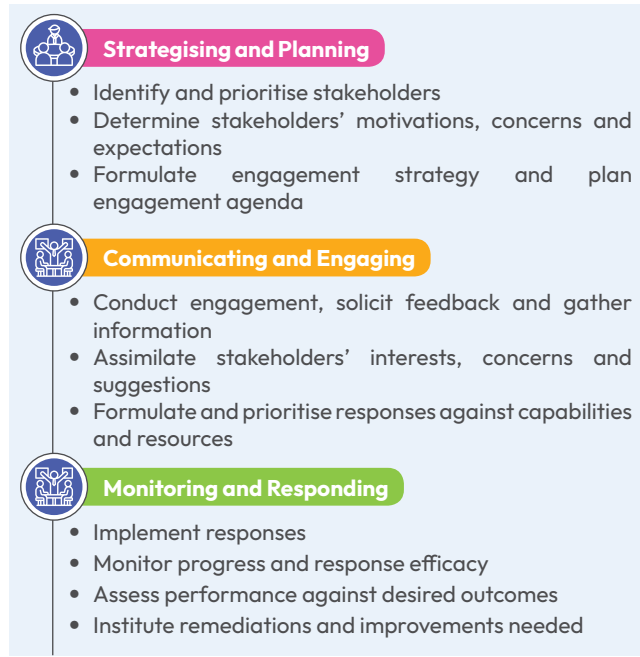 Strategising and Planning
• Identify and prioritise stakeholders
• Determine stakeholders’ motivations, concerns and
expectations
• Formulate engagement strategy and plan
engagement agenda
Communicating and Engaging
• Conduct engagement, solicit feedback and gather
information
• Assimilate stakeholders’ interests, concerns and
suggestions
• Formulate and prioritise responses against capabilities
and resources
Monitoring and Responding
• Implement responses
• Monitor progress and response efficacy
• Assess performance against desired outcomes
• Institute remediations and improvements needed